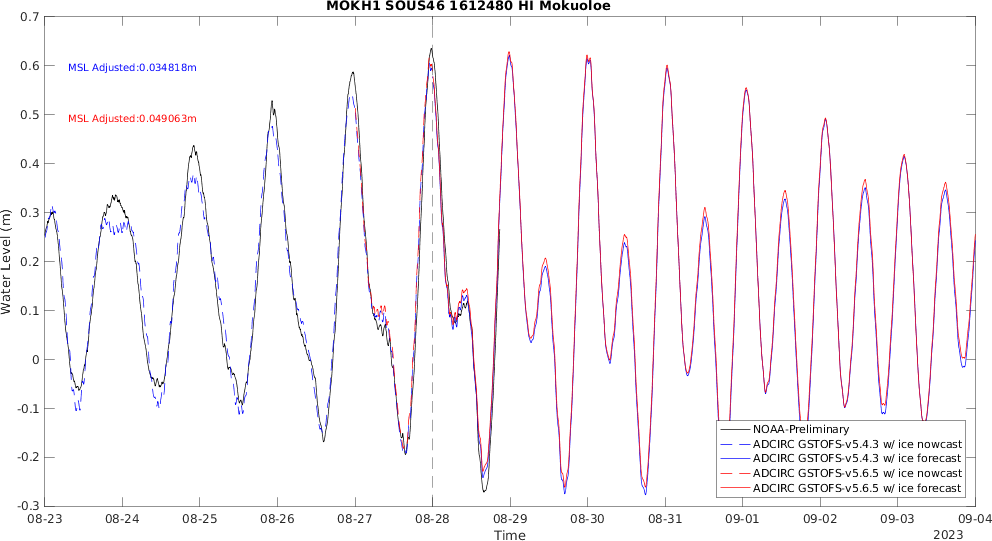 MOKH1 SOUS46 1612480 HI Mokuoloe
Water Level (m)
0.7
0.6
0.5
0.4
0.3
0.2
0.1
0
-0.1
-0.2
-0.3
MSL Adjusted:0.034818m
MSL Adjusted:0.049063m
NOAA-Preliminary
ADCIRC GSTOFS-v5.4.3 w/ ice nowcast
ADCIRC GSTOFS-v5.4.3 w/ ice forecast
ADCIRC GSTOFS-v5.6.5 w/ ice nowcast
ADCIRC GSTOFS-v5.6.5 w/ ice forecast
08-23 08-24 08-25 08-26 08-27 08-28 08-29 08-30 08-31 09-01 09-02 09-03 09-04
Time
2023